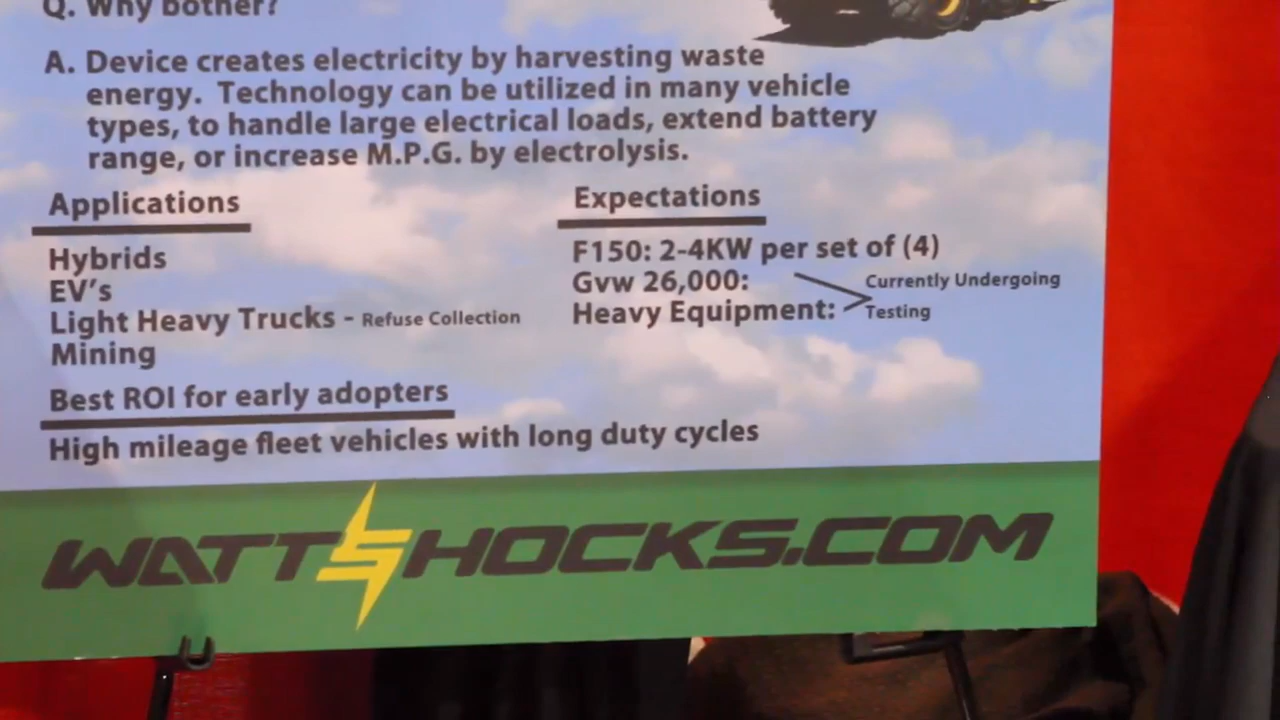 Q. Why bother?
A. Device creates electricity by harvesting waste
energy. Technology can be utilized in many vehicle
types, to handle large electrical loads, extend battery
range, or increase M.P.G. by electrolysis.
Applications
Hybrids
EV's
Light Heavy Trucks - Refuse Collection
Mining
Expectations
F150: 2-4KW per set of (4)
Gvw 26,000:
Heavy Equipment:
Currently Undergoing
Testing
Best ROI for early adopters
High mileage fleet vehicles with long duty cycles
WATTSHOCKS.COM